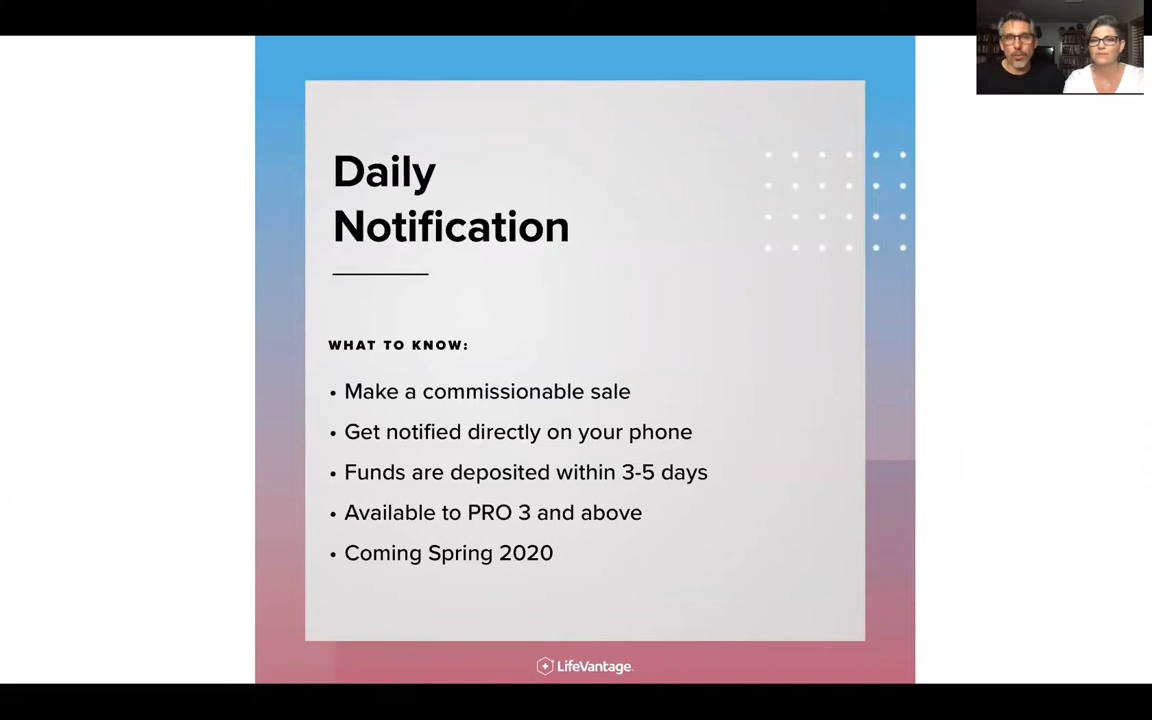 Daily
Notification
WHAT TO KNOW:
• Make a commissionable sale
• Get notified directly on your phone
• Funds are deposited within 3-5 days
• Available to PRO 3 and above
• Coming Spring 2020
LifeVantage